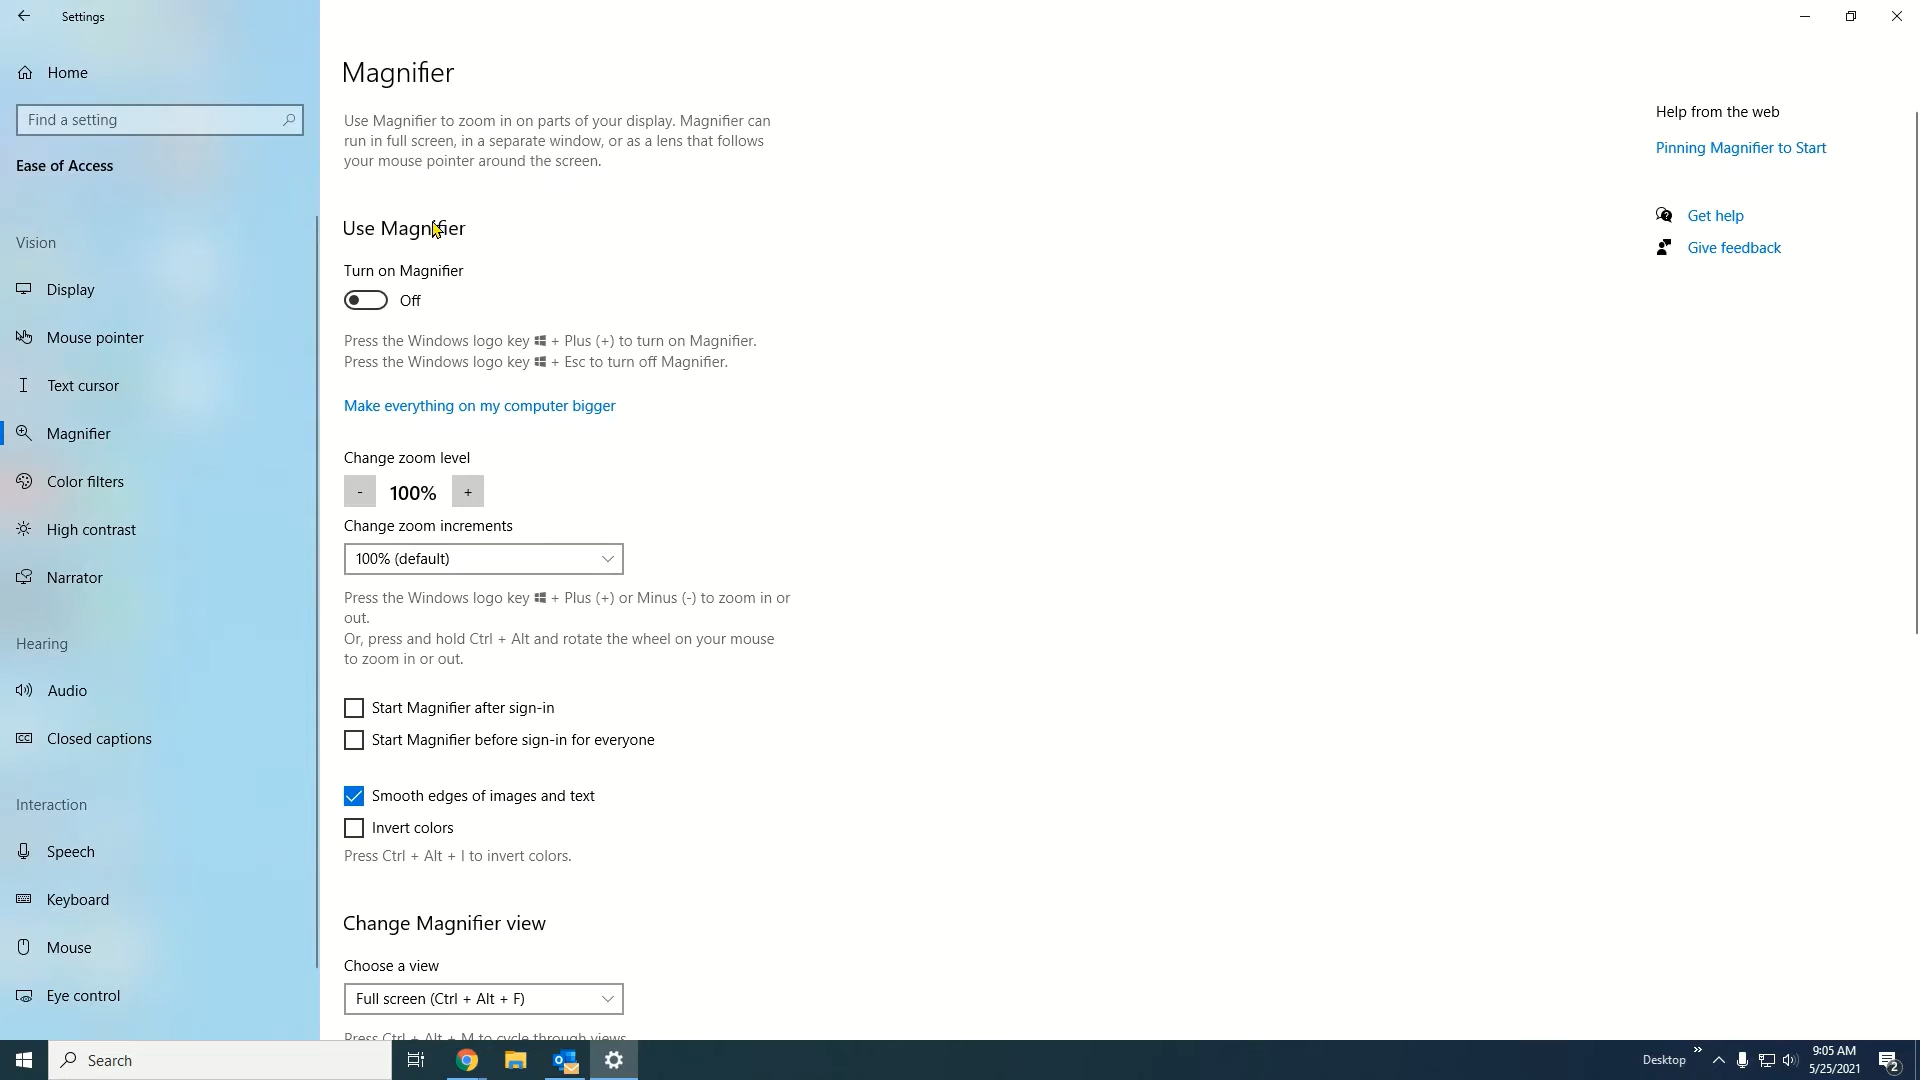 Settings
Home
Find a setting
Ease of Access
Vision
Display
Mouse pointer
Text cursor
Magnifier
Color filters
High contrast
Narrator
Hearing
Audio
Closed captions
Interaction
Speech
Keyboard
Mouse
Eye control
Magnifier
Use Magnifier to zoom in on parts of your display. Magnifier can
run in full screen, in a separate window, or as a lens that follows
your mouse pointer around the screen.
Use Magnifier
Turn on Magnifier
Off
Press the Windows logo key + Plus (+) to turn on Magnifier.
Press the Windows logo key + Esc to turn off Magnifier.
Make everything on my computer bigger
Change zoom level
- 100% +
Change zoom increments
100% (default)
Press the Windows logo key + Plus (+) or Minus (-) to zoom in or
out.
Or, press and hold Ctrl + Alt and rotate the wheel on your mouse
to zoom in or out.
Start Magnifier after sign-in
Start Magnifier before sign-in for everyone
Smooth edges of images and text
Invert colors
Press Ctrl + Alt + I to invert colors.
Change Magnifier view
Choose a view
Full screen (Ctrl + Alt + F)
Press Ctrl + Alt + M to cycle through views
Help from the web
Pinning Magnifier to Start
Get help
Give feedback
Search
Desktop
9:05 AM
5/25/2021
2